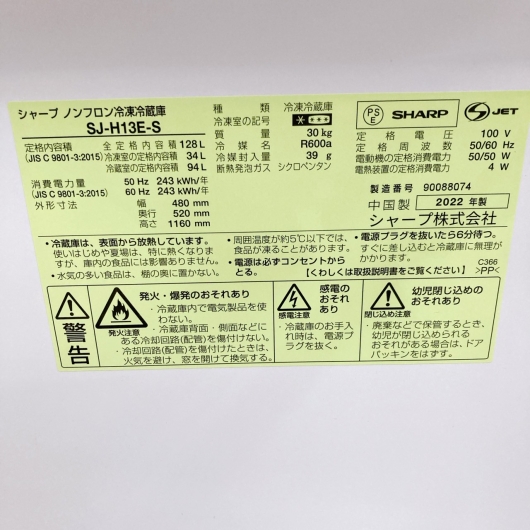 シャープ ノンフロン冷凍冷蔵庫
SJ-H13E-S
定格内容積 全定格内容積 128 L
(JIS C 9801-3:2015) 冷凍室の定格内容積 34 L
冷蔵室の定格内容積 94 L
消費電力量 50 Hz 243 kWh/年
(JIS C 9801-3:2015) 60 Hz 243 kWh/年
外形寸法 幅 480 mm
奥行 520 mm
高さ 1160 mm
種類 冷凍冷蔵庫
冷凍室の記号
質量 30 kg
冷媒 R600a
冷媒封入量 39 g
断熱発泡ガス シクロペンタン
PS
E
SHARP
JET
定格電圧 100 V
定格周波数 50/60 Hz
電動機の定格消費電力 50/50 W
電熱装置の定格消費電力 4 W
製造番号 90088074
中国製 2022 年製
シャープ株式会社
C366
>PP<
・冷蔵庫は、表面から放熱しています。
使いはじめや夏場は、特に熱く感じま
すが、庫内の食品に影響はありません。
・水気の多い食品は、棚の奥に置かない。
・周囲温度が約5℃以下では、食品が凍ることがあります。
・電源は必ずコンセントからとる。
・電源プラグを抜いたら6分待つ。
すぐに差し込むと冷蔵庫に無理がかかります。
【くわしくは取扱説明書をご覧ください】
警告
発火・爆発のおそれあり
発火注意
・冷蔵庫内で電気製品を使わない。
・冷蔵庫背面・側面などにある冷却回路(配管)を傷付けない。
・冷却回路(配管)を傷付けたときは、火気を避け、窓を開けて換気する。
感電のおそれあり
感電注意
・冷蔵庫のお手入れ時は、電源プラグを抜く。
幼児閉じ込めのおそれあり
閉じ込め注意
・廃棄などで保管するとき、幼児が閉じ込められるおそれがある場合は、ドアパッキンをはずす。